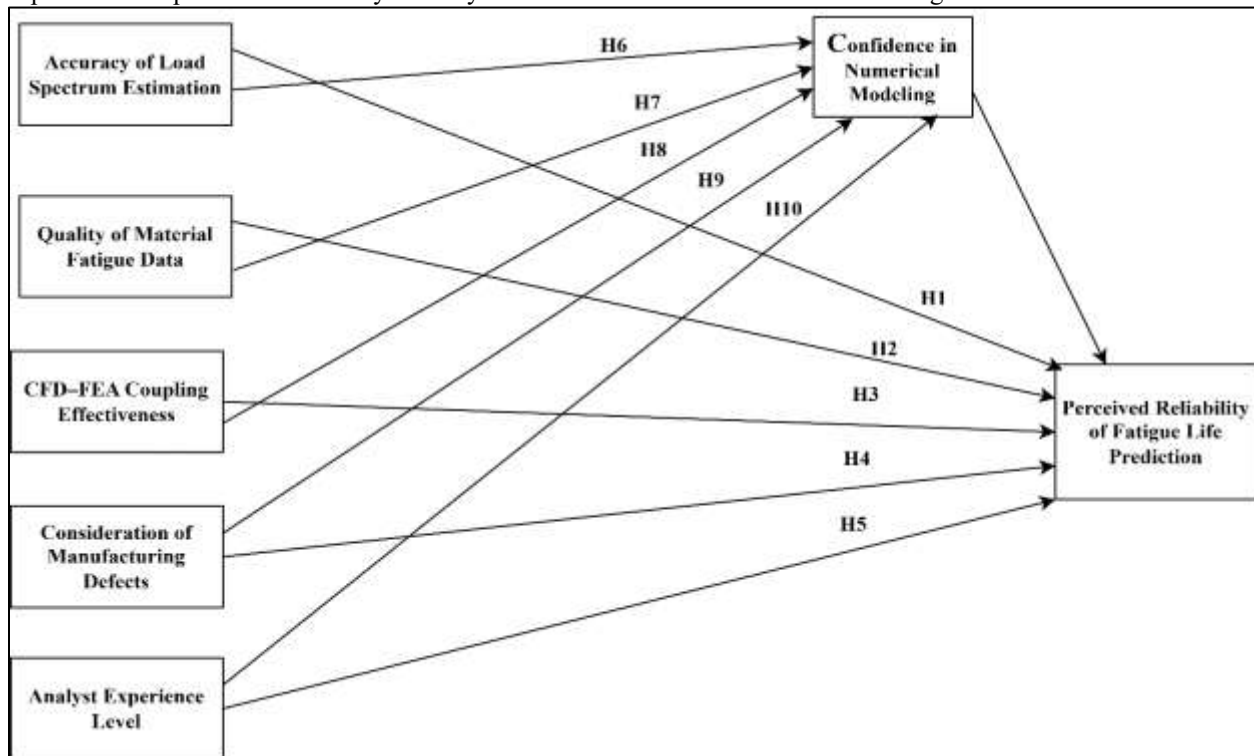 Accuracy of Load
Spectrum Estimation
Quality of Material
Fatigue Data
CFD–FEA Coupling
Effectiveness
Consideration of
Manufacturing
Defects
Analyst Experience
Level
Confidence in
Numerical
Modeling
Perceived Reliability
of Fatigue Life
Prediction
H6
H7
H8
H9
H10
H1
H2
H3
H4
H5